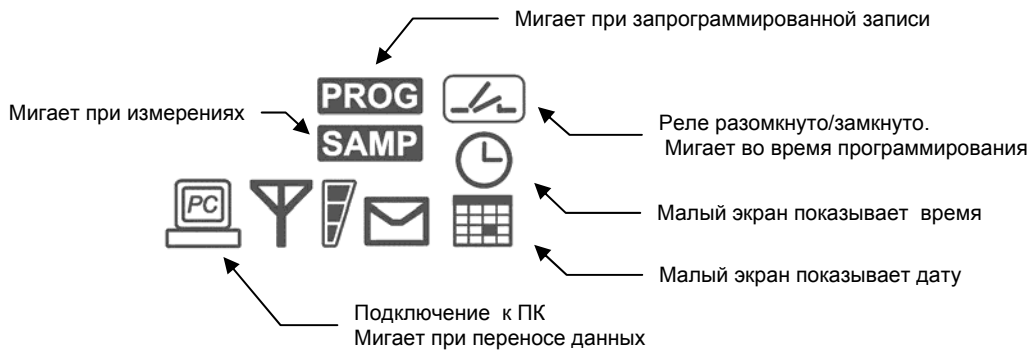 Мигает при запрограммированной записи
PROG
Мигает при измерениях
SAMP
Реле разомкнуто/замкнуто.
Мигает во время программирования
PC
Малый экран показывает время
Малый экран показывает дату
Подключение к ПК
Мигает при переносе данных